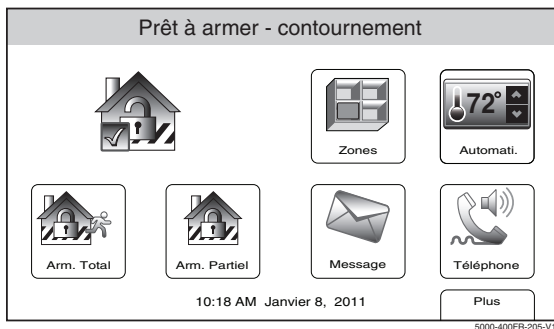 Prêt à armer - contournement
72°
Zones
Automati.
Arm. Total
Arm. Partiel
Message
Téléphone
10:18 AM Janvier 8, 2011
Plus
5000-400FR-205-V1